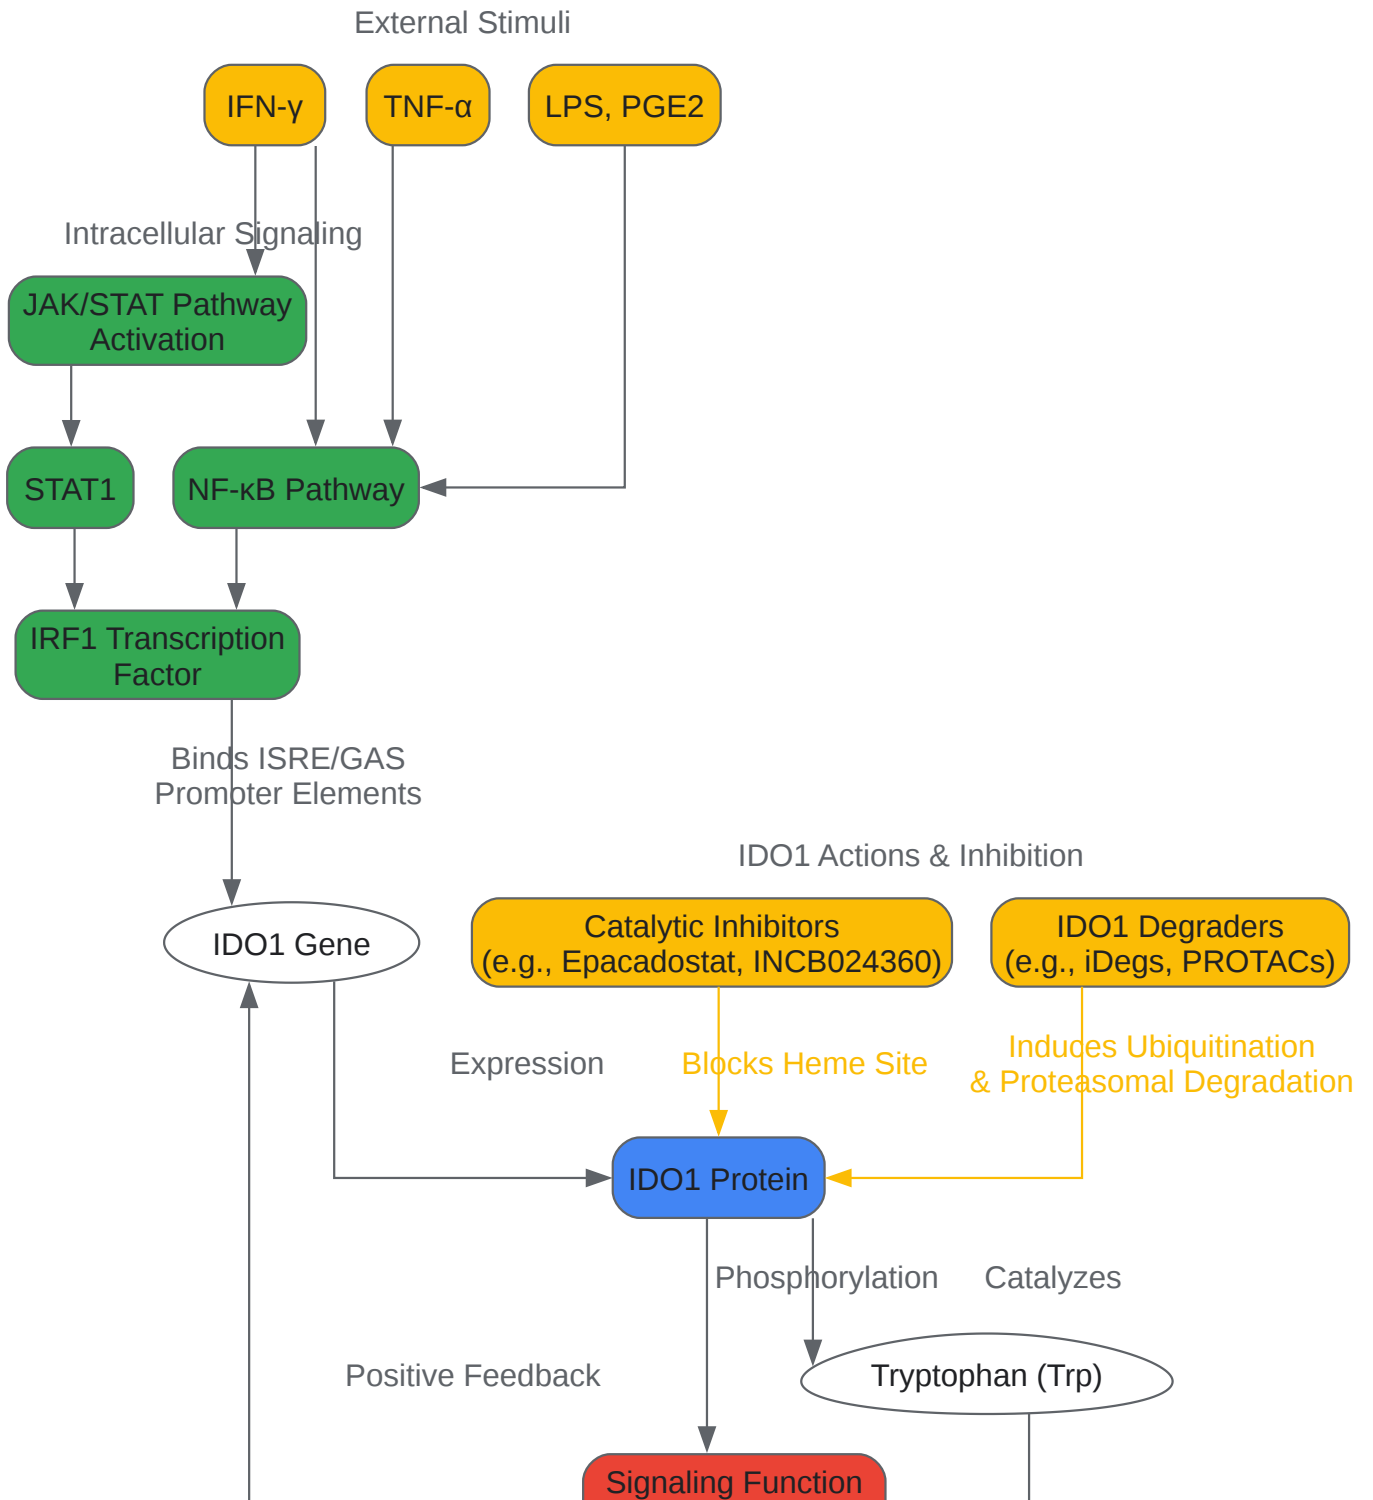 External Stimuli
IFN-γ
TNF-α
LPS, PGE2
Intracellular Signaling
JAK/STAT Pathway
Activation
STAT1
NF-κB Pathway
IRF1 Transcription
Factor
Binds ISRE/GAS
Promoter Elements
IDO1 Actions & Inhibition
IDO1 Gene
Catalytic Inhibitors
(e.g., Epacadostat, INCB024360)
IDO1 Degraders
(e.g., iDegs, PROTACs)
Expression
Blocks Heme Site
Induces Ubiquitination
& Proteasomal Degradation
IDO1 Protein
Phosphorylation
Catalyzes
Positive Feedback
Tryptophan (Trp)
Signaling Function